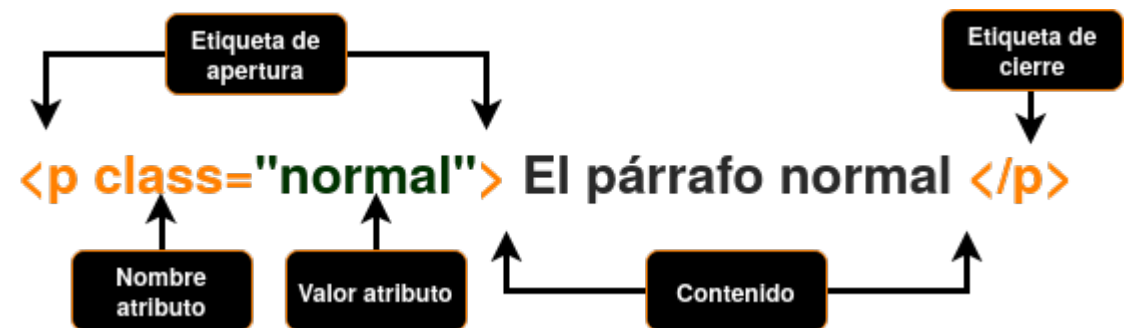 Etiqueta de
apertura
Etiqueta de
cierre
<p class="normal"> El párrafo normal </p>
Nombre
atributo
Valor atributo
Contenido